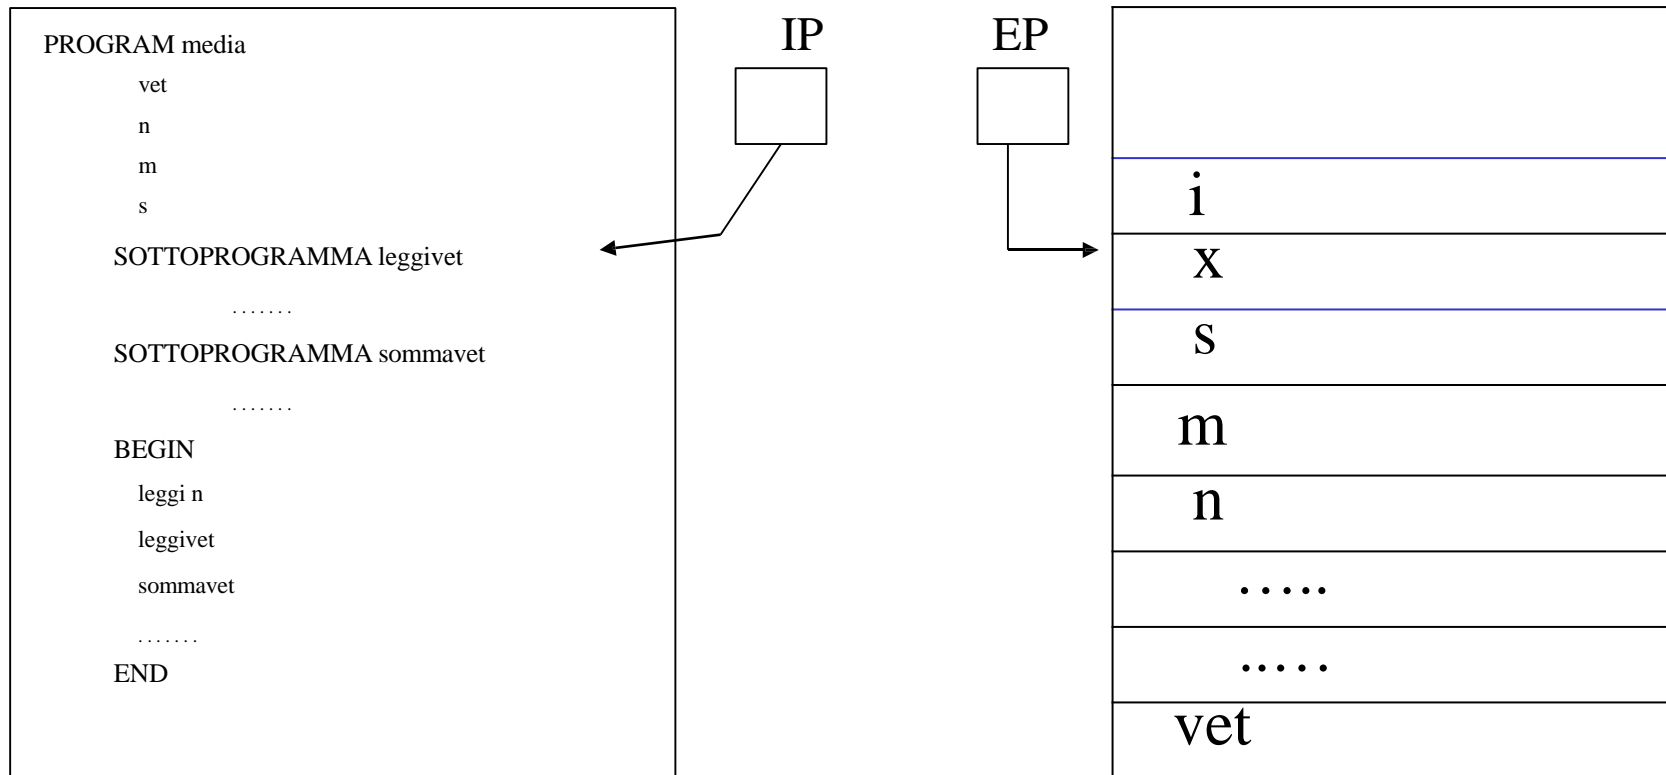 PROGRAM media
vet
n
m
s
SOTTOPROGRAMMA leggivet
.......
SOTTOPROGRAMMA sommavet
.......
BEGIN
leggi n
leggivet
sommavet
.......
END
IP
EP
i
x
s
m
n
.....
.....
vet